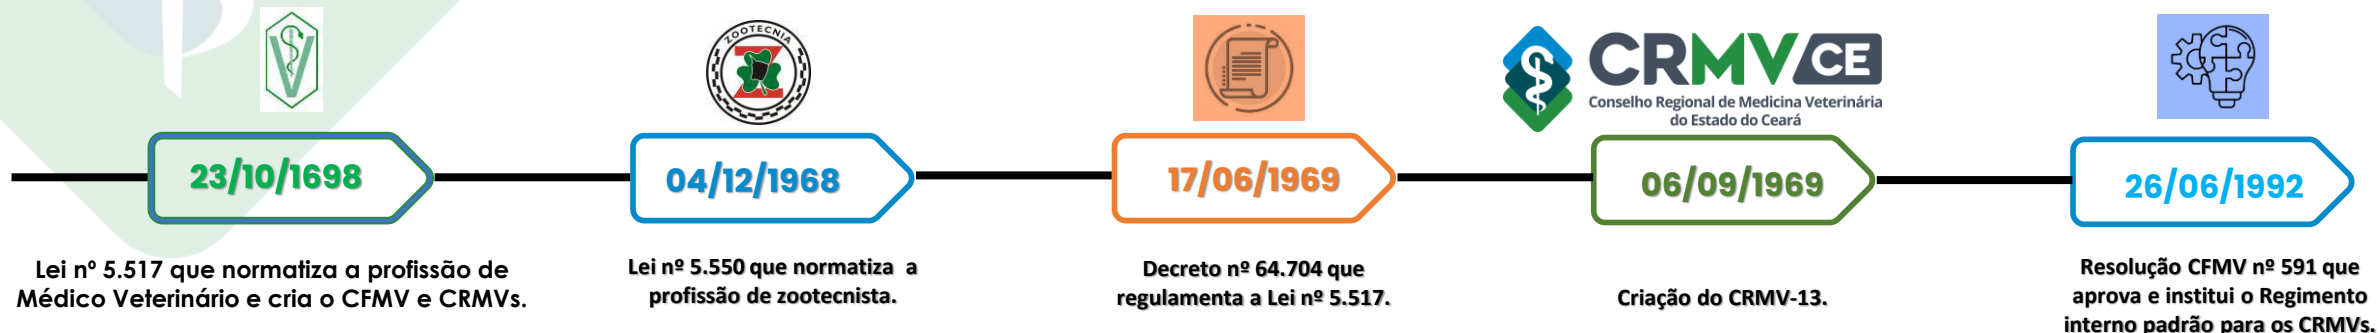 ZOOTECNIA
Z
V
CRMV CE
Conselho Regional de Medicina Veterinária
do Estado do Ceará
23/10/1698
04/12/1968
17/06/1969
06/09/1969
26/06/1992
Lei nº 5.517 que normatiza a profissão de
Médico Veterinário e cria o CFMV e CRMVs.
Lei nº 5.550 que normatiza a
profissão de zootecnista.
Decreto nº 64.704 que
regulamenta a Lei nº 5.517.
Criação do CRMV-13.
Resolução CFMV nº 591 que
aprova e institui o Regimento
interno padrão para os CRMVs.